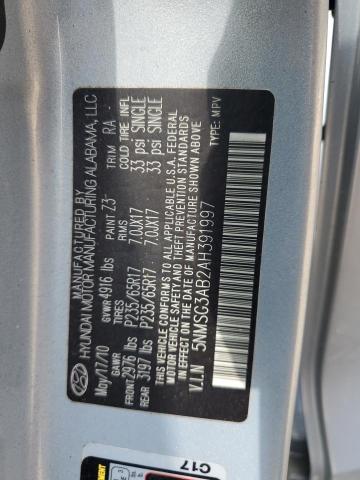 MANUFACTURED BY
HYUNDAI MOTOR MANUFACTURING ALABAMA, LLC
May/17/10 GVWR 4916 lbs PAINT Z3 TRIM RA
GAWR RIMS COLD TIRE INFL
FRONT 2976 lbs P235/65R17 7.0JX17 33 psi SINGLE
REAR 3197 lbs P235/65R17 7.0JX17 33 psi SINGLE
THIS VEHICLE CONFORMS TO ALL APPLICABLE U.S.A. FEDERAL
MOTOR VEHICLE SAFETY AND THEFT PREVENTION STANDARDS
IN EFFECT ON THE DATE OF MANUFACTURE SHOWN ABOVE
V.I.N 5NMSG3AB2AH391997 TYPE MPV
C17